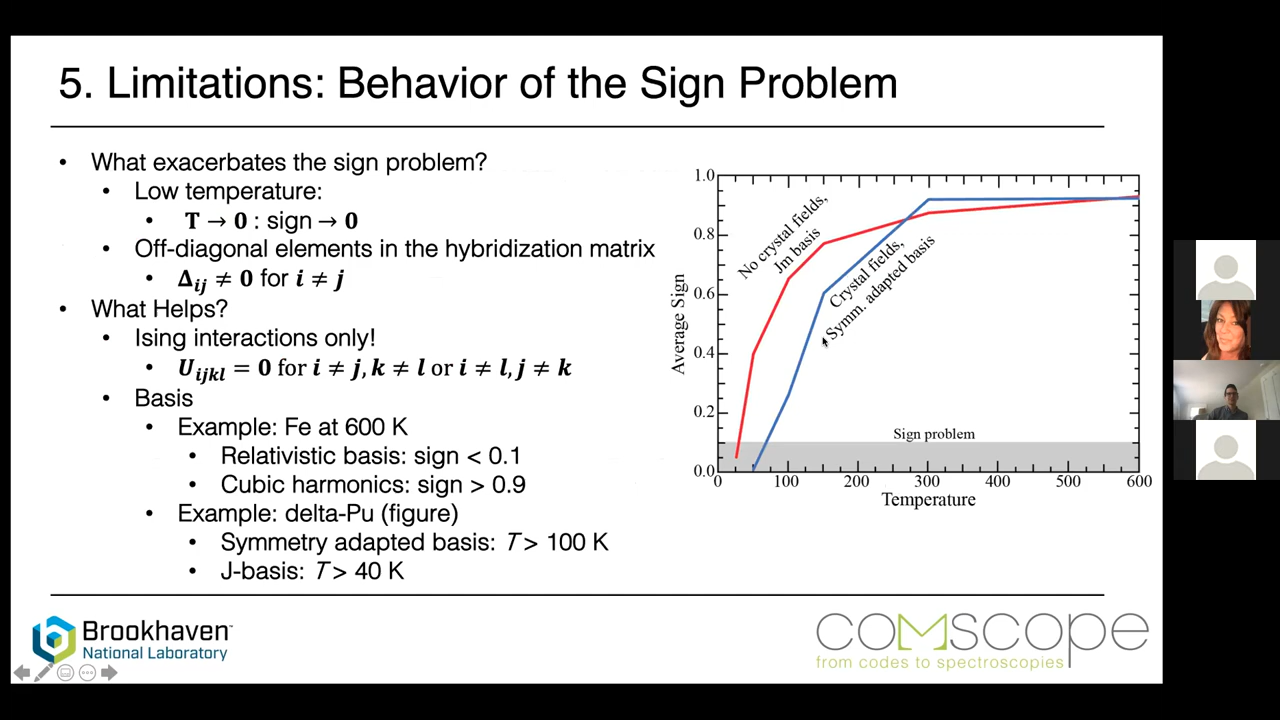 5. Limitations: Behavior of the Sign Problem
• What exacerbates the sign problem?
• Low temperature:
• T → 0 : sign → 0
• Off-diagonal elements in the hybridization matrix
• Δij ≠ 0 for i ≠ j
• What Helps?
• Ising interactions only!
• Uijkl = 0 for i ≠ j, k ≠ l or i ≠ l, j ≠ k
• Basis
• Example: Fe at 600 K
• Relativistic basis: sign < 0.1
• Cubic harmonics: sign > 0.9
• Example: delta-Pu (figure)
• Symmetry adapted basis: T > 100 K
• J-basis: T > 40 K
1.0
0.8
0.6
0.4
0.2
0.0
Average Sign
No crystal fields,
Jm basis
Crystal fields,
Symm. adapted basis
Sign problem
0 100 200 300 400 500 600
Temperature
Brookhaven™
National Laboratory
comscope
from codes to spectroscopies